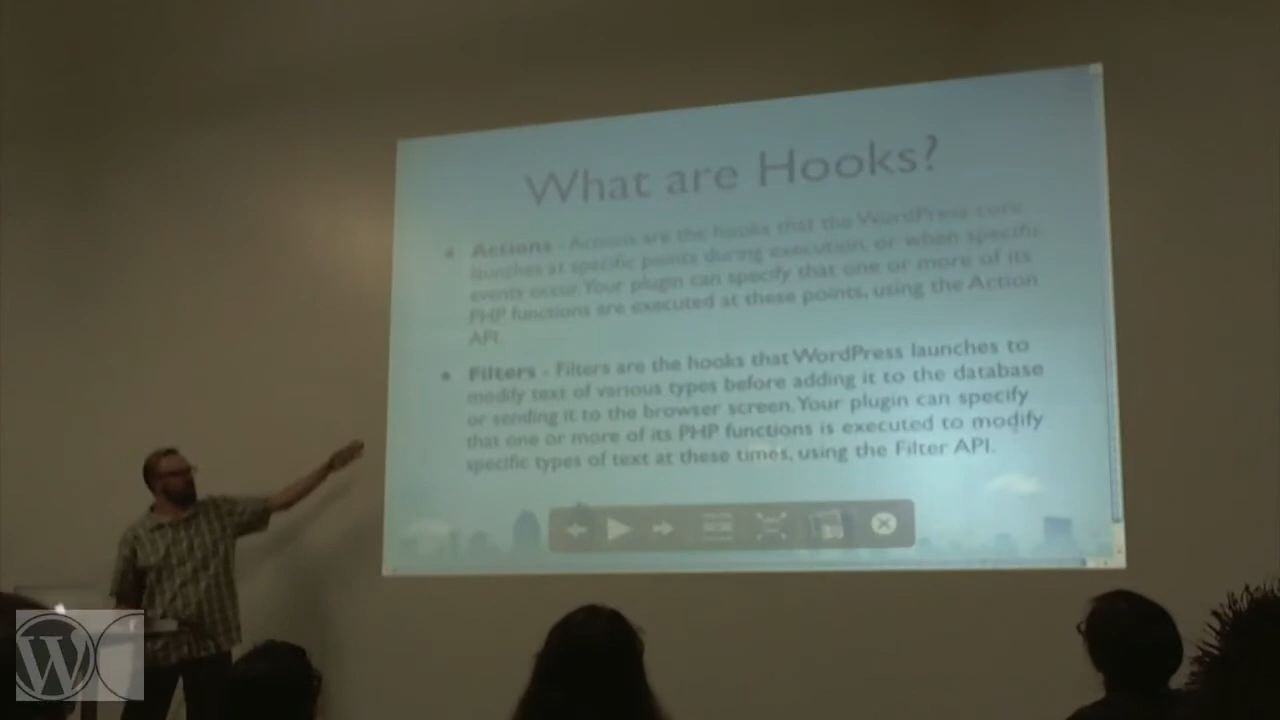 What are Hooks?
• Actions - Actions are the hooks that the WordPress core
launches at specific points during execution, or when specific
events occur. Your plugin can specify that one or more of its
PHP functions are executed at these points, using the Action
API.
• Filters - Filters are the hooks that WordPress launches to
modify text of various types before adding it to the database
or sending it to the browser screen. Your plugin can specify
that one or more of its PHP functions is executed to modify
specific types of text at these times, using the Filter API.
W